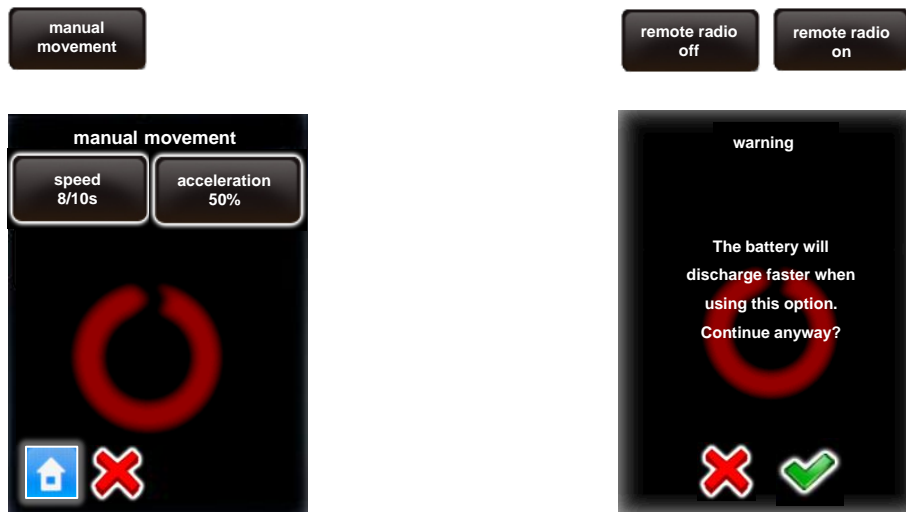 manual
movement
remote radio
off
remote radio
on
manual movement
speed
8/10s
acceleration
50%
warning
The battery will
discharge faster when
using this option.
Continue anyway?